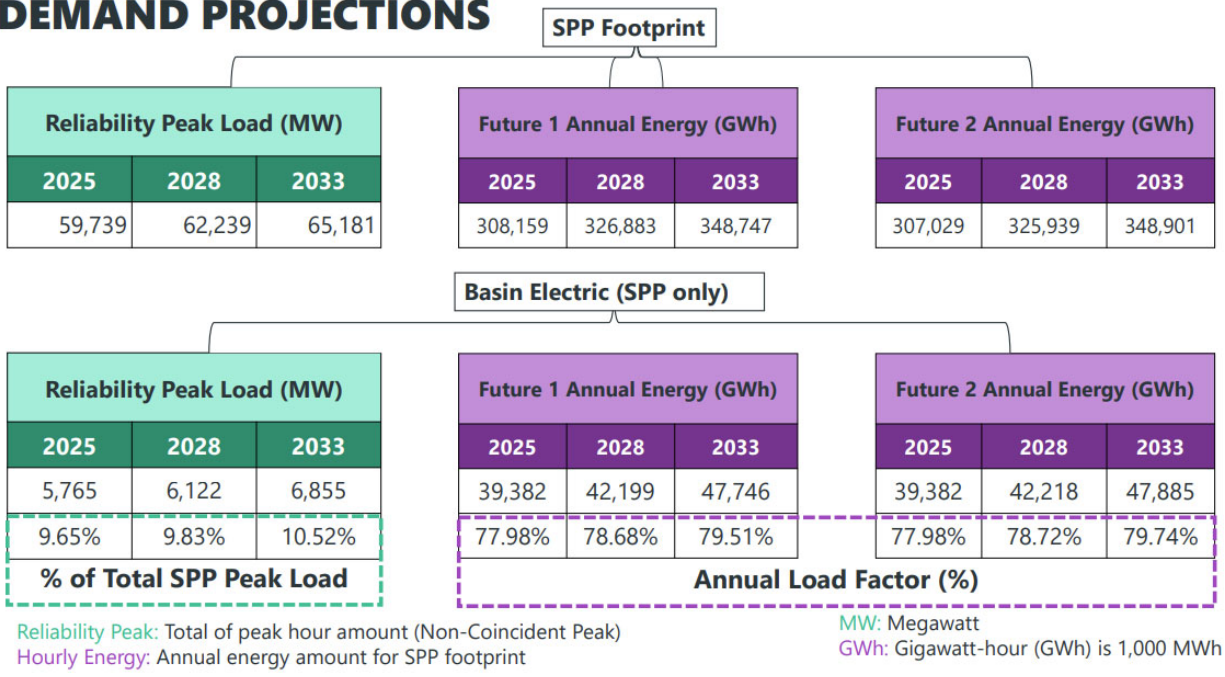 DEMAND PROJECTIONS
SPP Footprint
Reliability Peak Load (MW)
2025 2028 2033
59,739 62,239 65,181
Future 1 Annual Energy (GWh)
2025 2028 2033
308,159 326,883 348,747
Future 2 Annual Energy (GWh)
2025 2028 2033
307,029 325,939 348,901
Basin Electric (SPP only)
Reliability Peak Load (MW)
2025 2028 2033
5,765 6,122 6,855
9.65% 9.83% 10.52%
% of Total SPP Peak Load
Future 1 Annual Energy (GWh)
2025 2028 2033
39,382 42,199 47,746
77.98% 78.68% 79.51%
Future 2 Annual Energy (GWh)
2025 2028 2033
39,382 42,218 47,885
77.98% 78.72% 79.74%
Annual Load Factor (%)
Reliability Peak: Total of peak hour amount (Non-Coincident Peak)
Hourly Energy: Annual energy amount for SPP footprint
MW: Megawatt
GWh: Gigawatt-hour (GWh) is 1,000 MWh